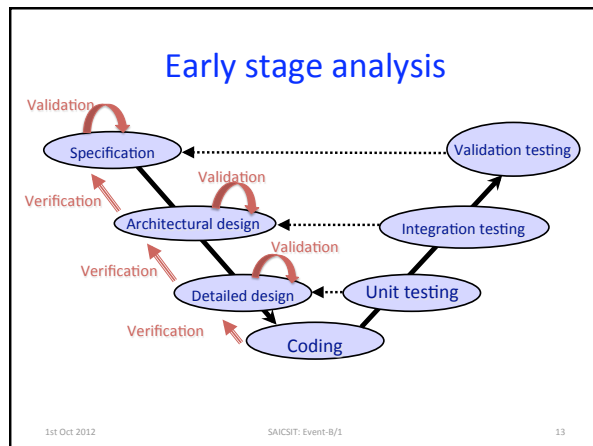 Early stage analysis
Validation
Specification
Validation testing
Validation
Verification
Architectural design
Integration testing
Validation
Verification
Detailed design
Unit testing
Verification
Coding
1st Oct 2012
SAICSIT: Event-B/1
13